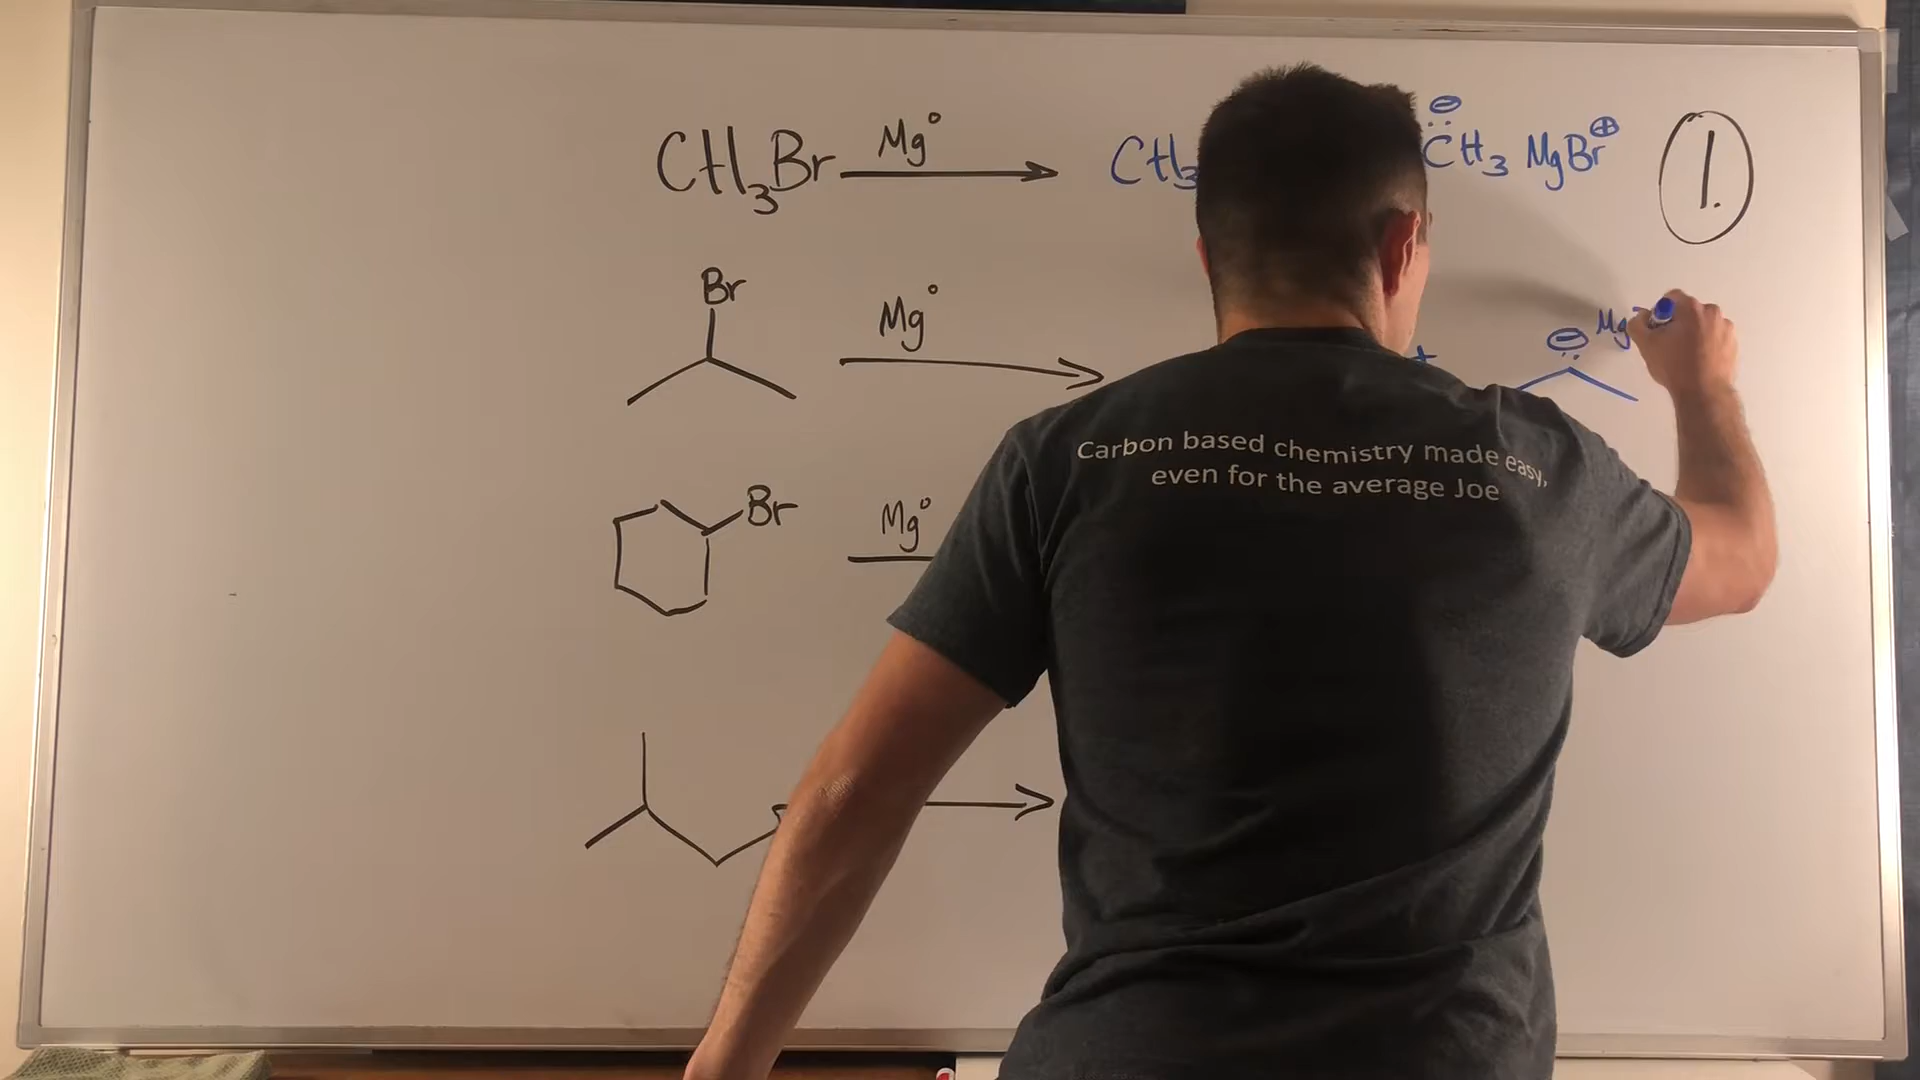 CH3Br Mg° CH3 ⊖ :CH3 MgBr⊕ 1.
Br Mg° + ⊖ Mg
Br Mg°
Carbon based chemistry made easy,
even for the average Joe